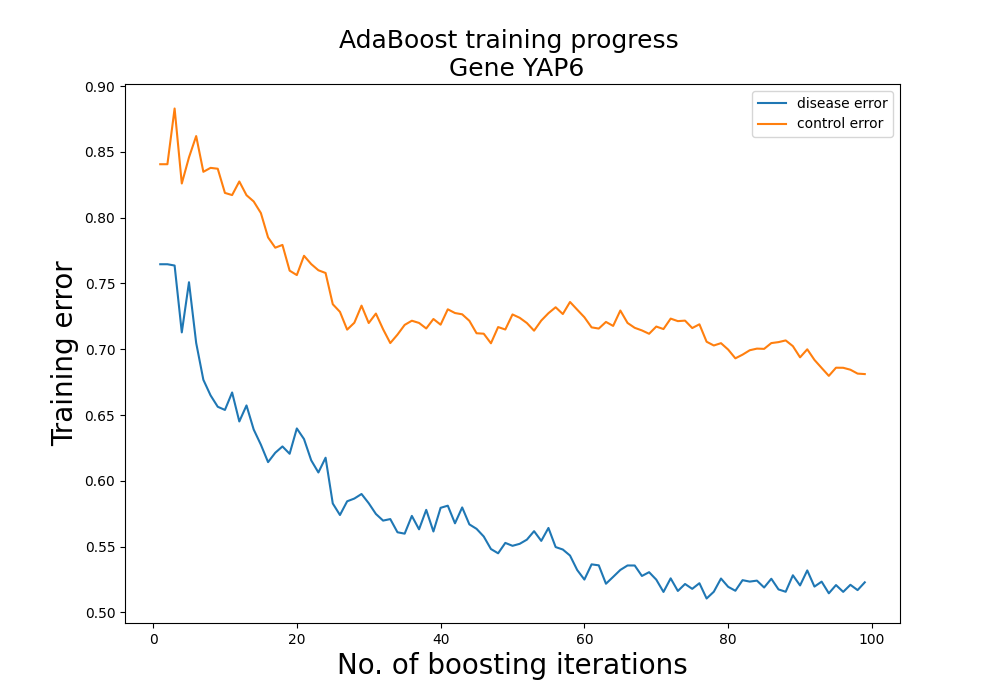 AdaBoost training progress
Gene YAP6
disease error
control error
Training error
0.90
0.85
0.80
0.75
0.70
0.65
0.60
0.55
0.50
0 20 40 60 80 100
No. of boosting iterations